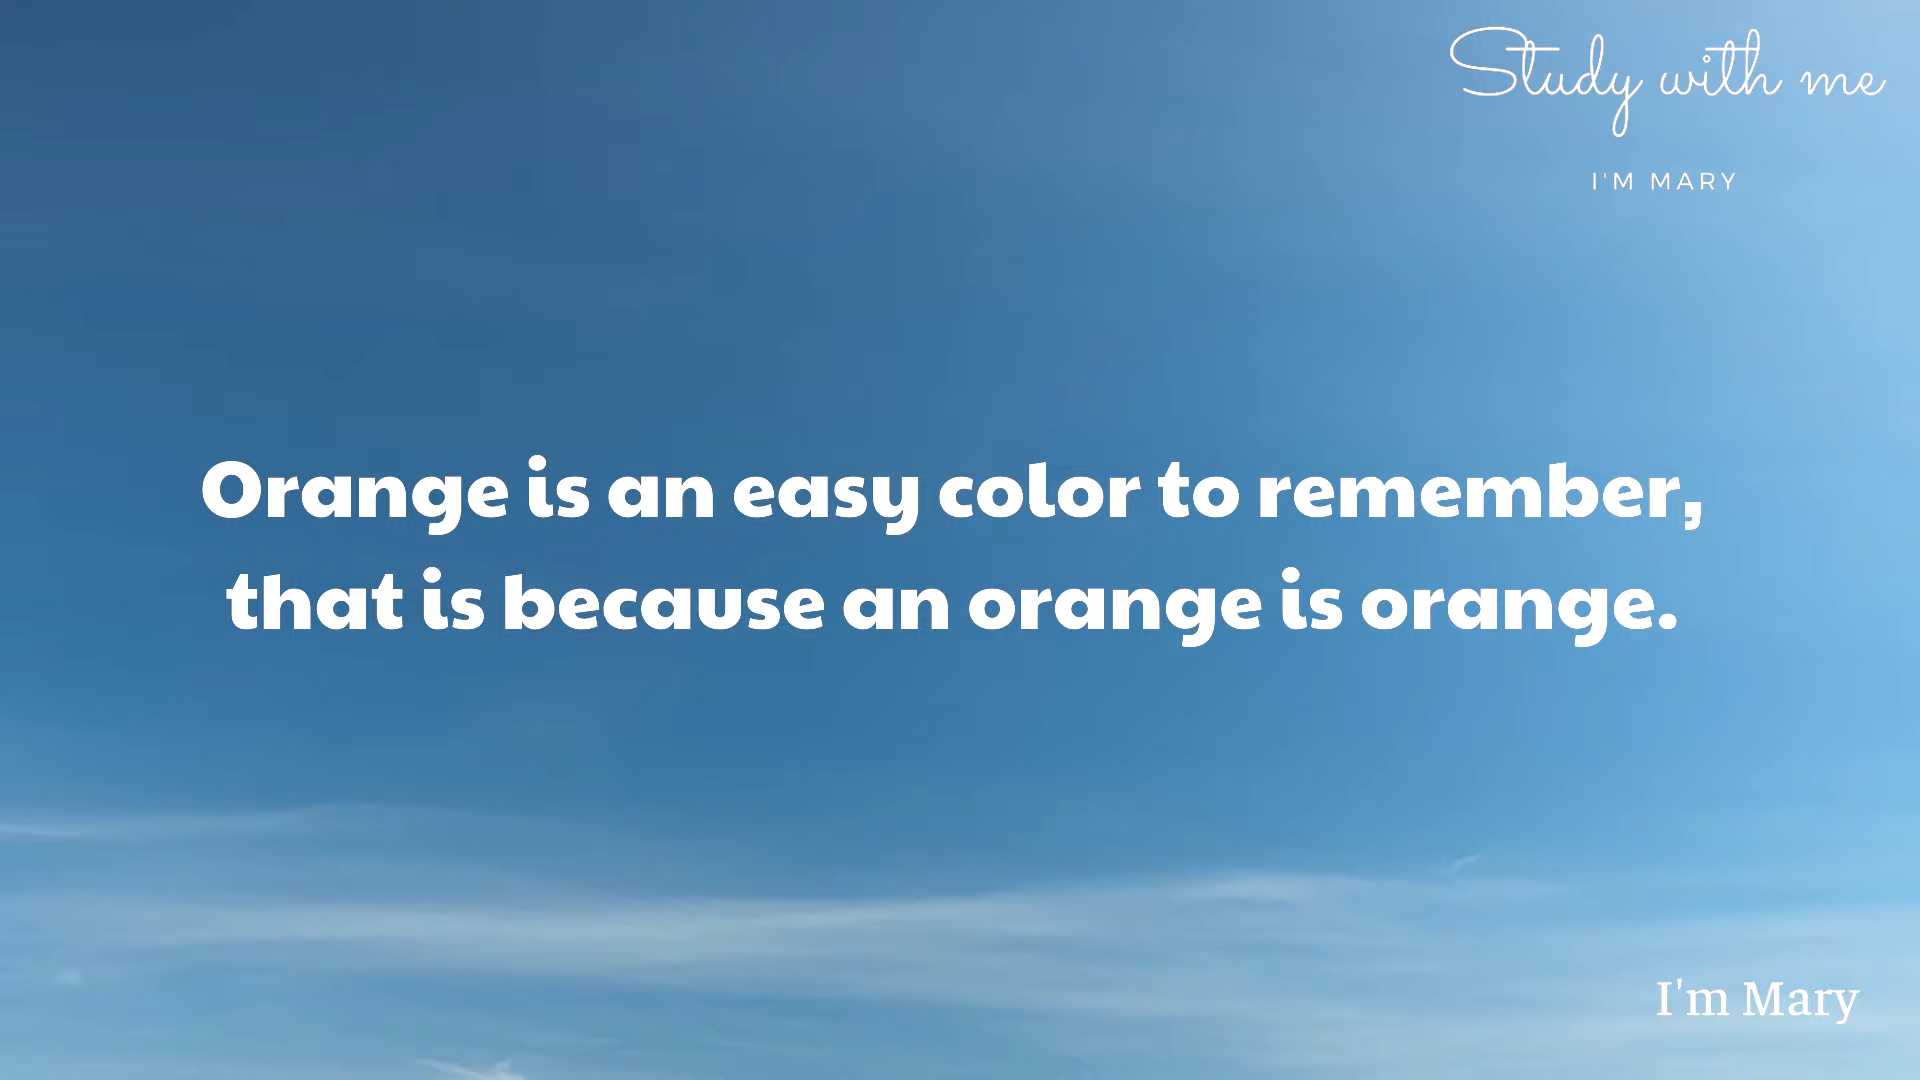 Study with me
I'M MARY
Orange is an easy color to remember,
that is because an orange is orange.
I'm Mary